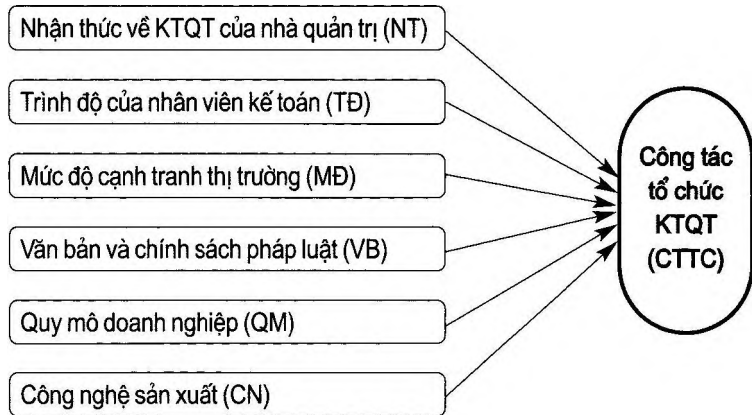 Nhận thức về KTQT của nhà quản trị (NT)
Trình độ của nhân viên kế toán (TĐ)
Mức độ cạnh tranh thị trường (MĐ)
Văn bản và chính sách pháp luật (VB)
Quy mô doanh nghiệp (QM)
Công nghệ sản xuất (CN)
Công tác
tổ chức
KTQT
(CTTC)